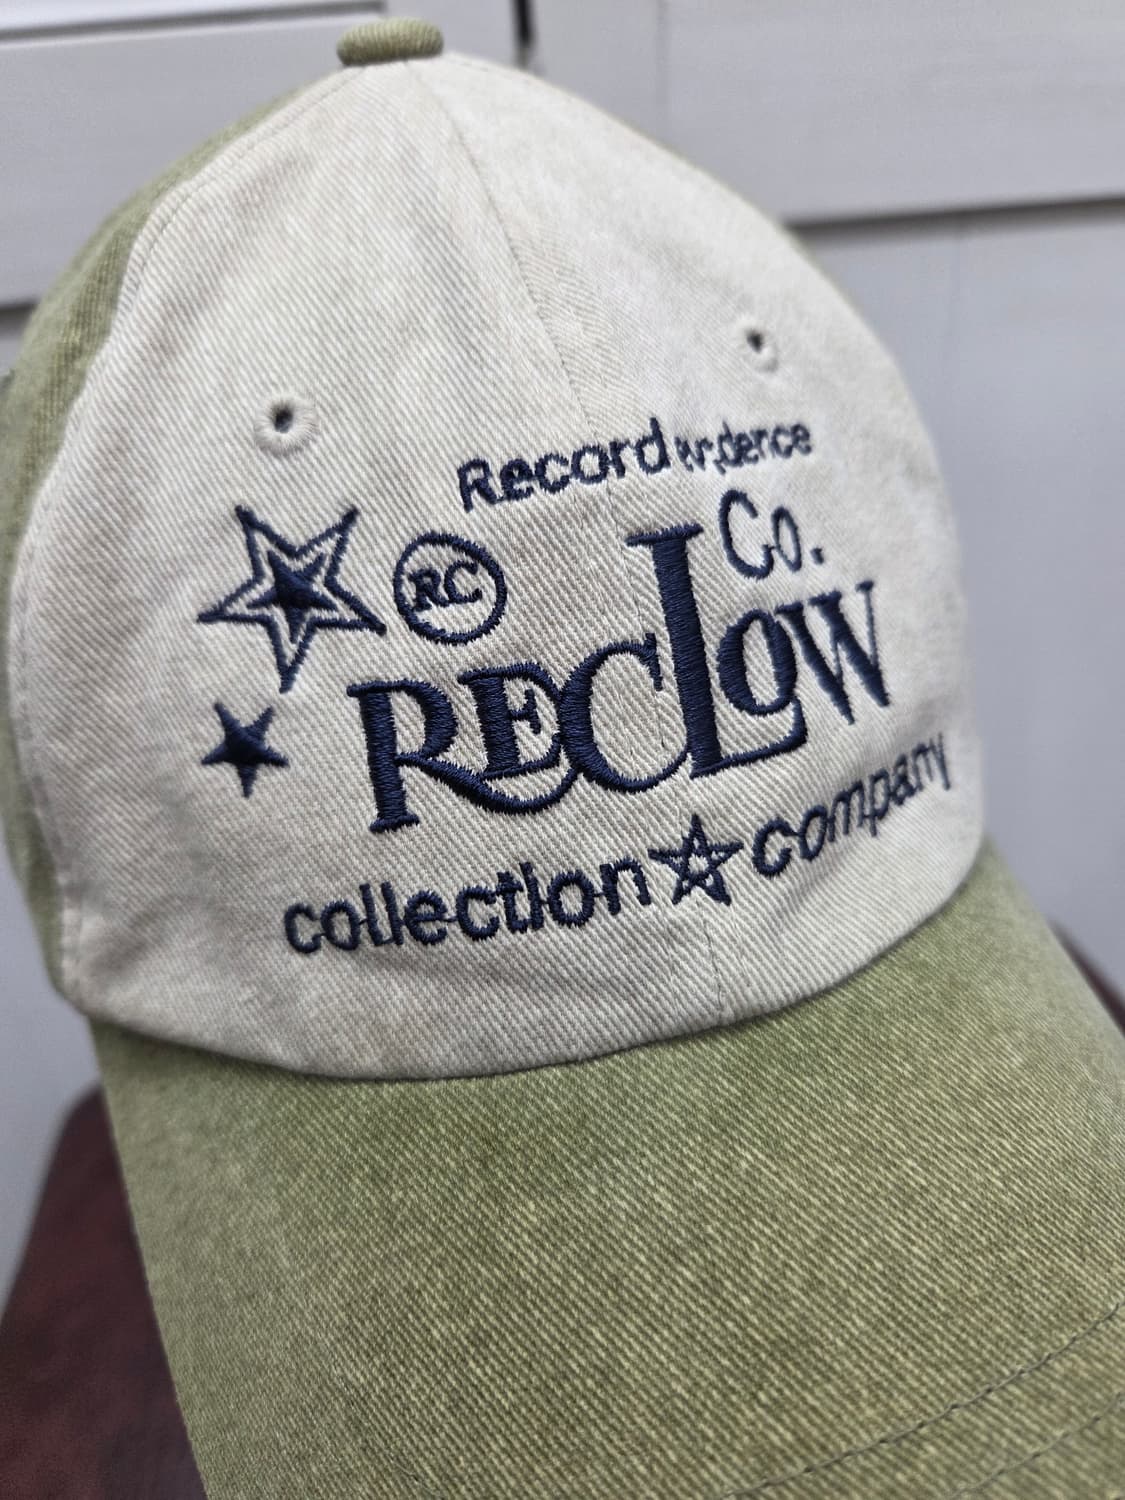 Record
Co.
RC
RECLOW
collection company